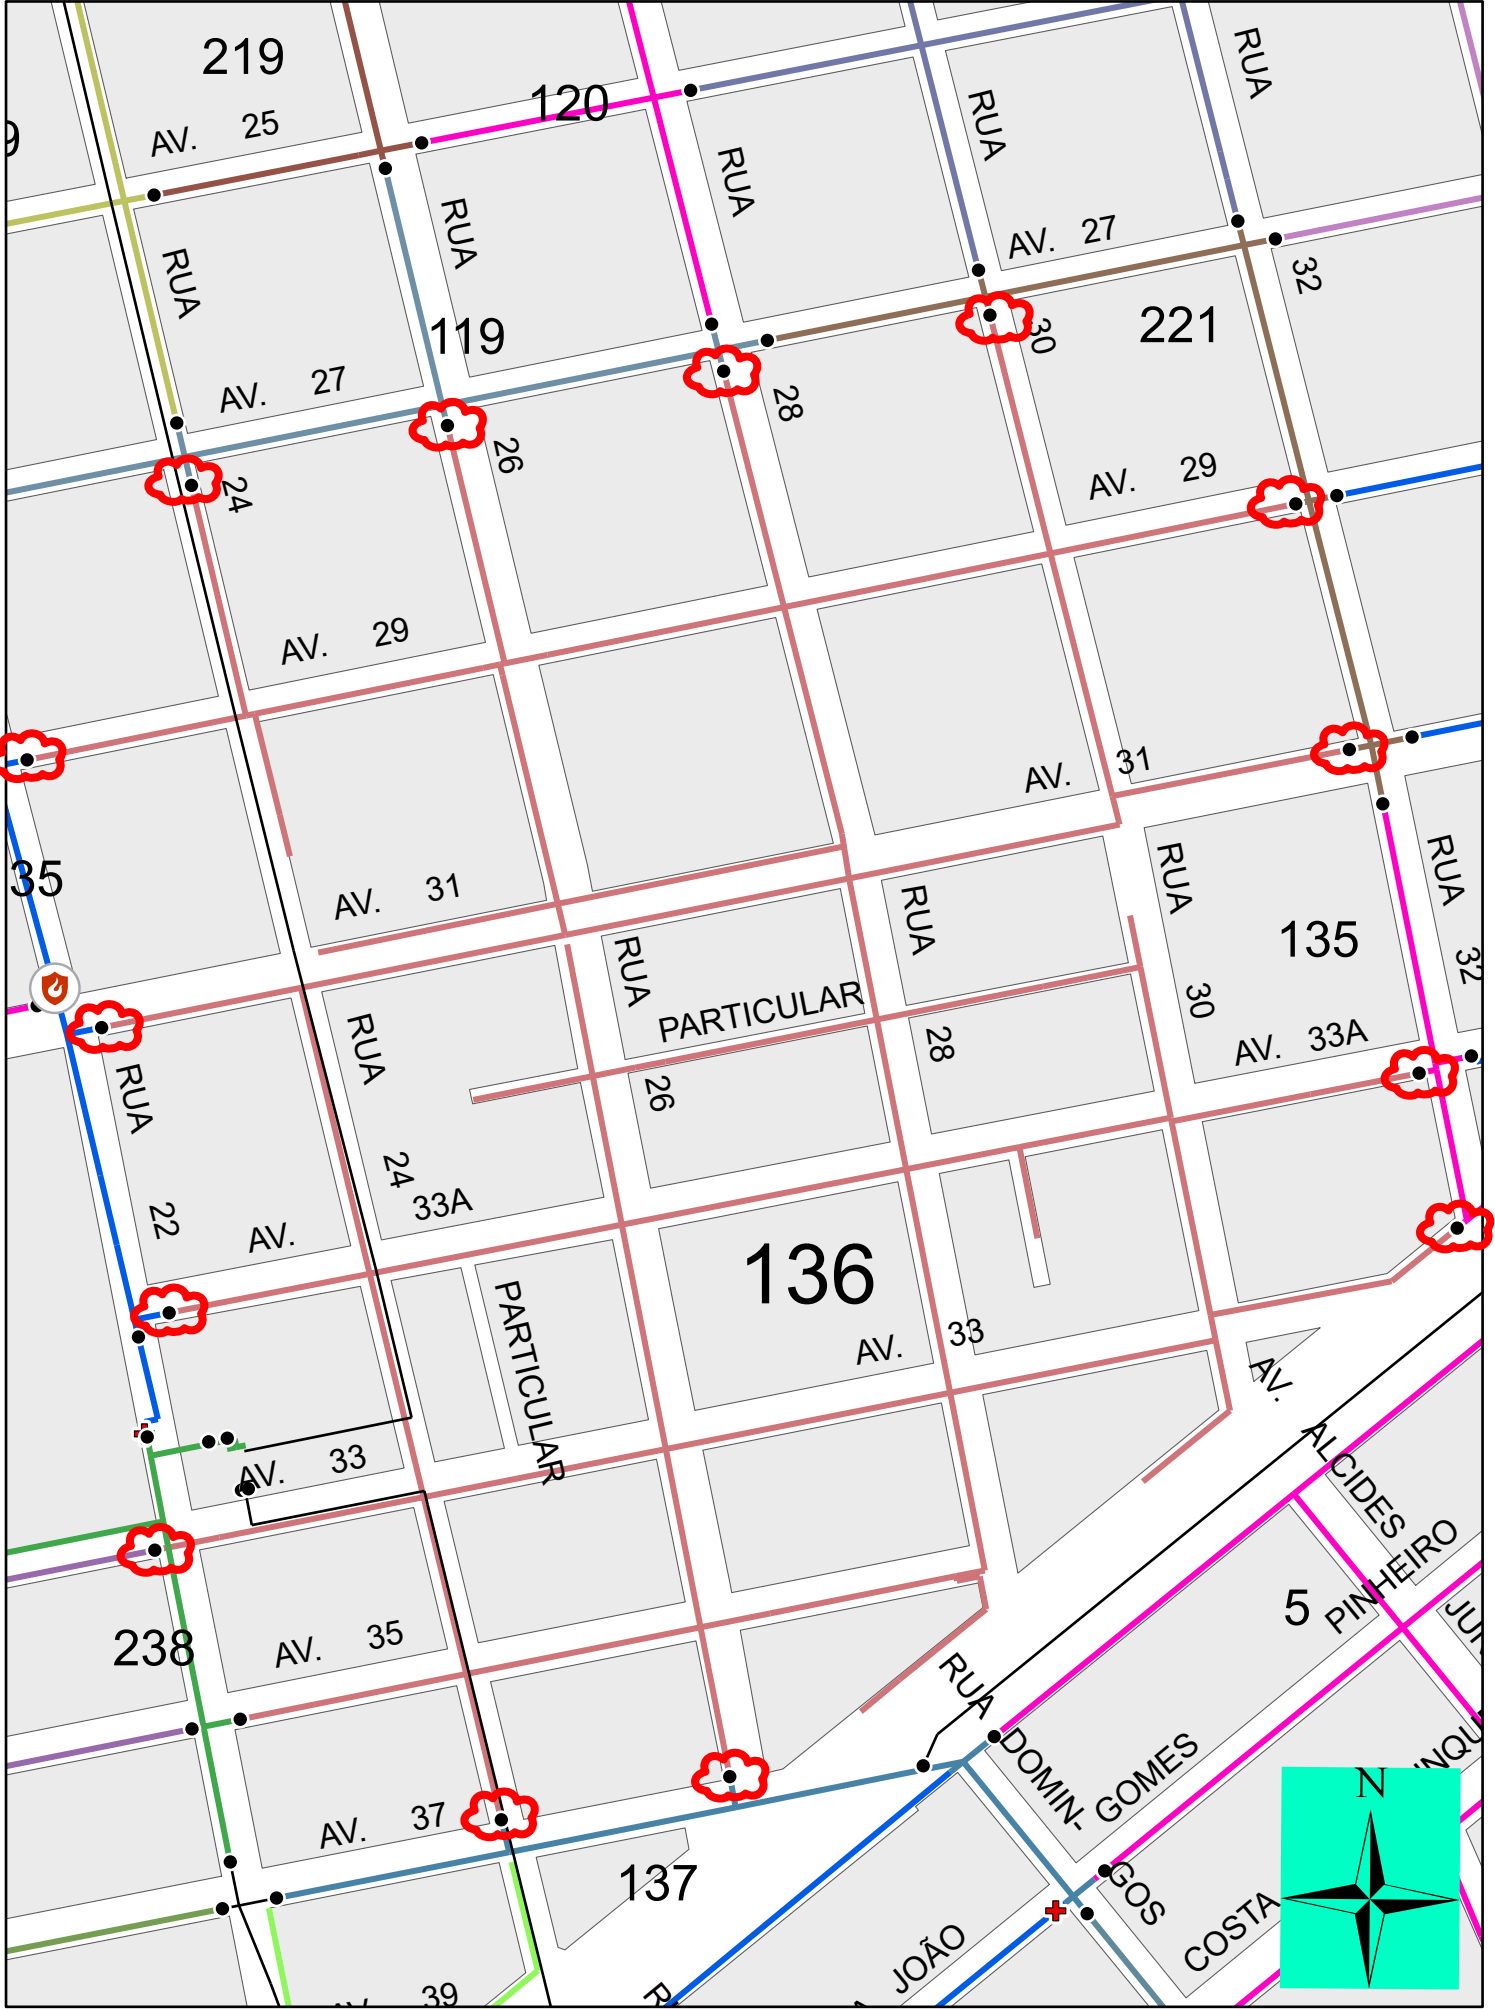 219
120
AV. 25
RUA
RUA
RUA
9
RUA
RUA
AV. 27
32
119
30
221
AV. 27
28
26
AV. 29
24
AV. 29
AV. 31
35
AV. 31
RUA
RUA
RUA
135
RUA
32
PARTICULAR
30
RUA
28
AV. 33A
RUA
26
24
33A
22
AV.
136
PARTICULAR
AV. 33
AV.
ALCIDES
PINHEIRO
AV. 33
5
238
AV. 35
RUA
DOMIN-
GOS
GOMES
AV. 37
137
N
COSTA
JOÃO
39